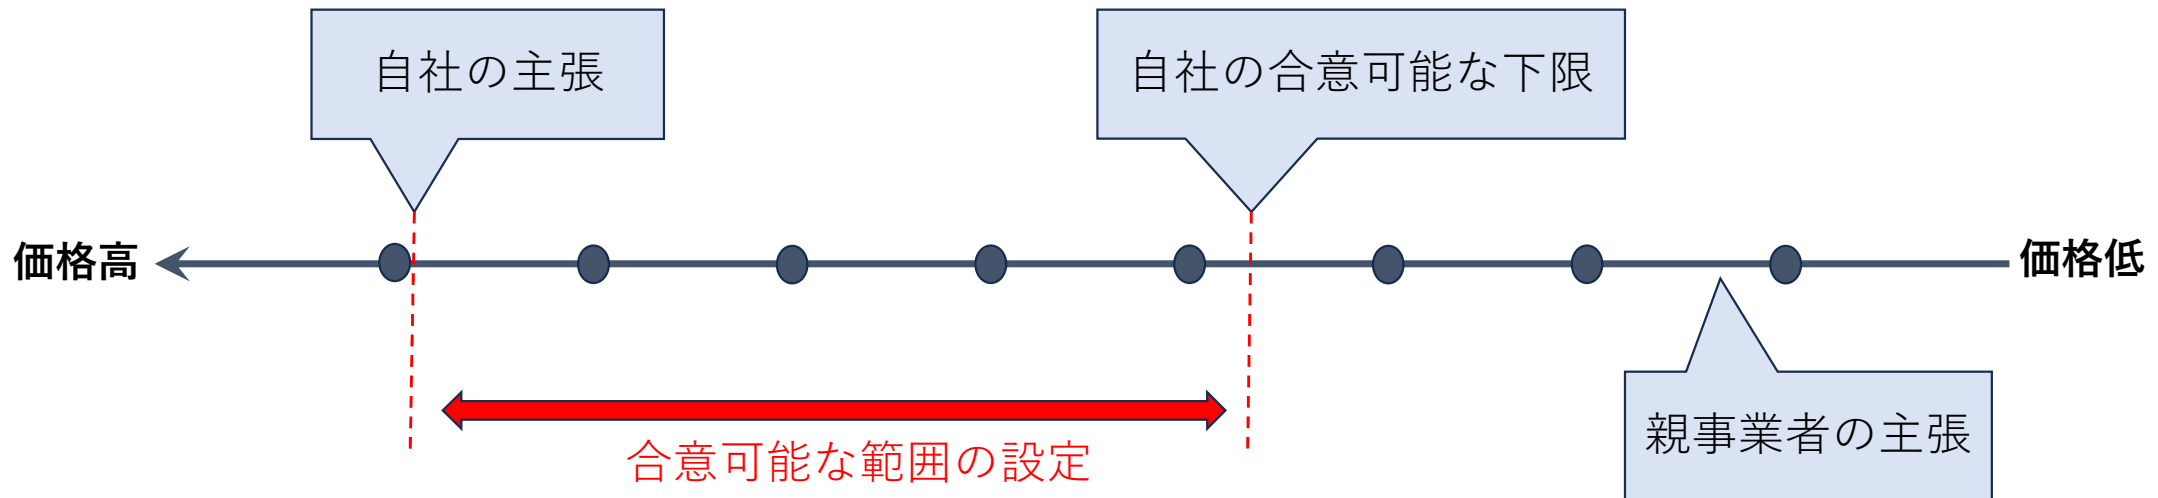 自社の主張
自社の合意可能な下限
価格高
価格低
親事業者の主張
合意可能な範囲の設定